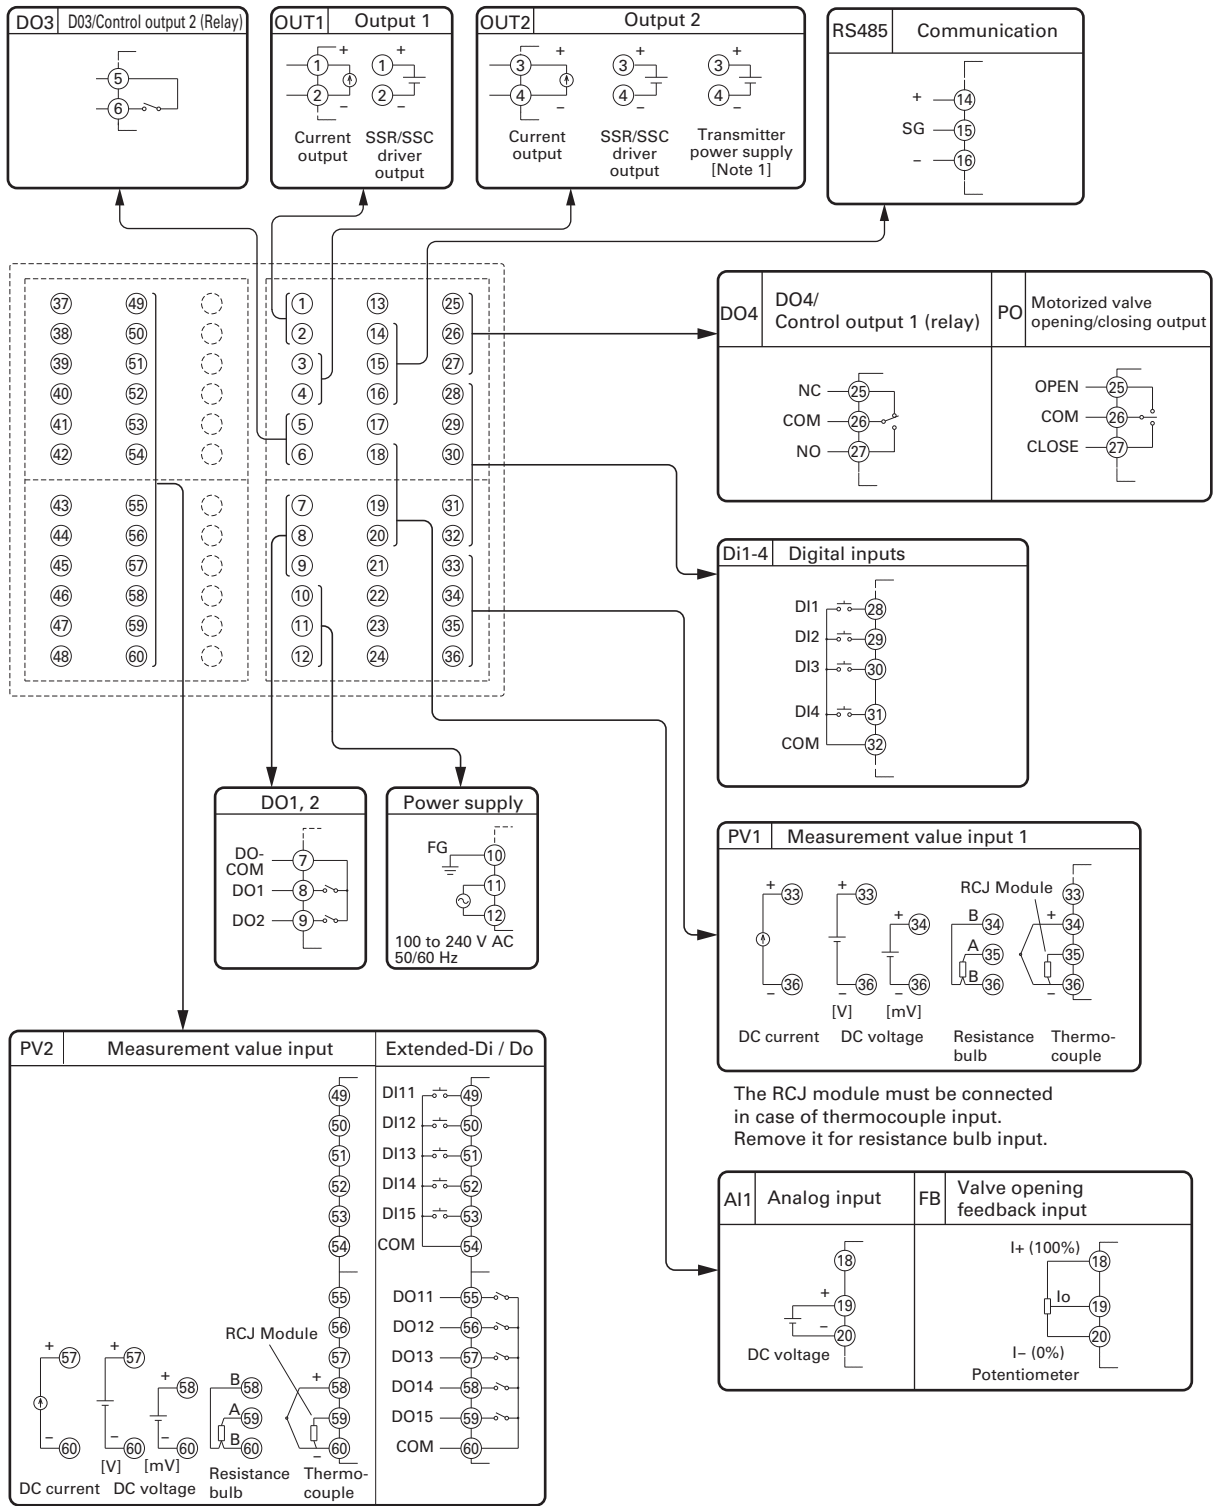 DO3 D03/Control output 2 (Relay)
5
6
OUT1 Output 1
+ +
1 1
2 2
− −
Current output
SSR/SSC driver output
OUT2 Output 2
+ + +
3 3 3
4 4 4
− − −
Current output
SSR/SSC driver output
Transmitter power supply [Note 1]
RS485 Communication
+ 14
SG 15
− 16
37 49 1 13 25
38 50 2 14 26
39 51 3 15 27
40 52 4 16 28
41 53 5 17 29
42 54 6 18 30
43 55 7 19 31
44 56 8 20 32
45 57 9 21 33
46 58 10 22 34
47 59 11 23 35
48 60 12 24 36
DO4 DO4/
Control output 1 (relay)
NC 25
COM 26
NO 27
PO Motorized valve
opening/closing output
OPEN 25
COM 26
CLOSE 27
Di1-4 Digital inputs
DI1 28
DI2 29
DI3 30
DI4 31
COM 32
DO1, 2
DO-
COM 7
DO1 8
DO2 9
Power supply
FG 10
11
12
100 to 240 V AC
50/60 Hz
PV1 Measurement value input 1
+ 33
− 36
DC current
+ 33
− 36
[V]
+ 34
− 36
[mV]
DC voltage
B 34
A 35
B 36
Resistance
bulb
RCJ Module
33
+ 34
35
− 36
Thermo-
couple
The RCJ module must be connected
in case of thermocouple input.
Remove it for resistance bulb input.
AI1 Analog input
18
+ 19
− 20
DC voltage
FB Valve opening
feedback input
I+ (100%)
18
Io 19
20
I− (0%)
Potentiometer
PV2 Measurement value input
49
50
51
52
53
54
55
56
57
+ 57
− 60
DC current
+ 57
− 60
[V]
+ 58
− 60
[mV]
DC voltage
B 58
A 59
B 60
Resistance
bulb
RCJ Module
+ 58
59
− 60
Thermo-
couple
Extended-Di / Do
DI11 49
DI12 50
DI13 51
DI14 52
DI15 53
COM 54
DO11 55
DO12 56
DO13 57
DO14 58
DO15 59
COM 60